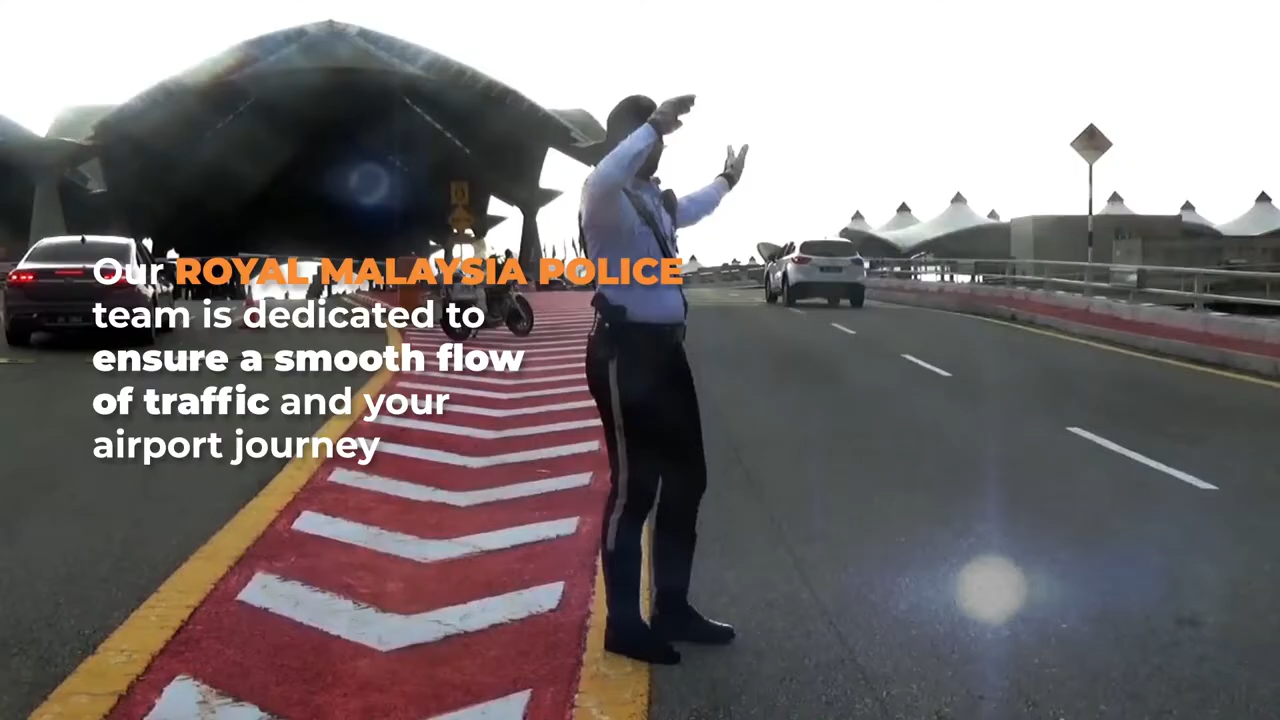 Our ROYAL MALAYSIA POLICE
team is dedicated to
ensure a smooth flow
of traffic and your
airport journey